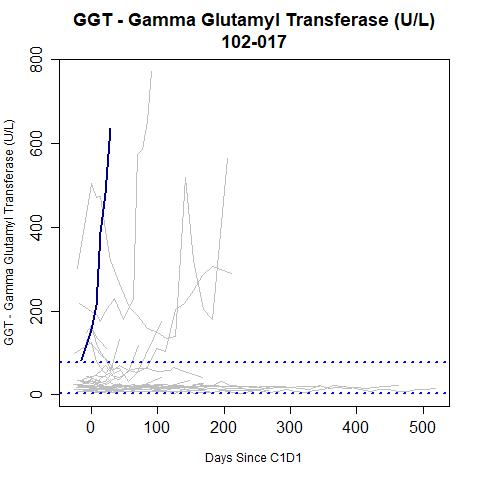 GGT - Gamma Glutamyl Transferase (U/L)
102-017
GGT - Gamma Glutamyl Transferase (U/L)
800
600
400
200
0
0 100 200 300 400 500
Days Since C1D1